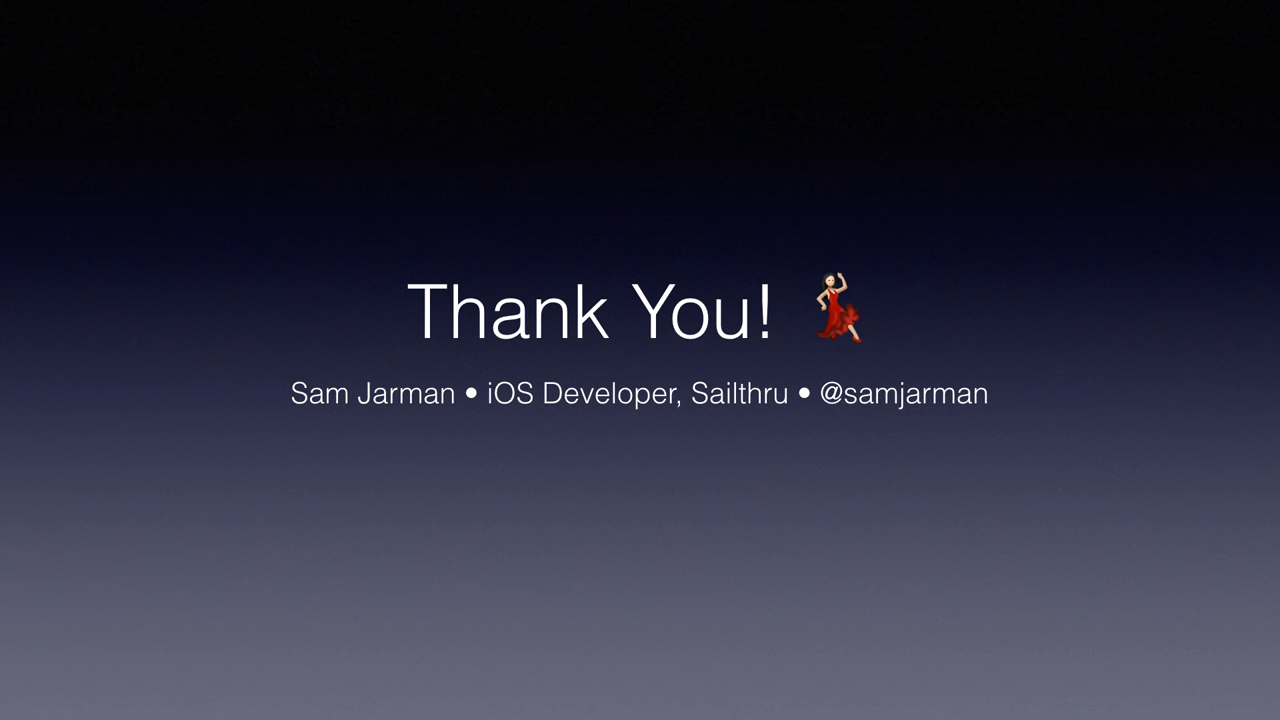 Thank You! 💃
Sam Jarman • iOS Developer, Sailthru • @samjarman